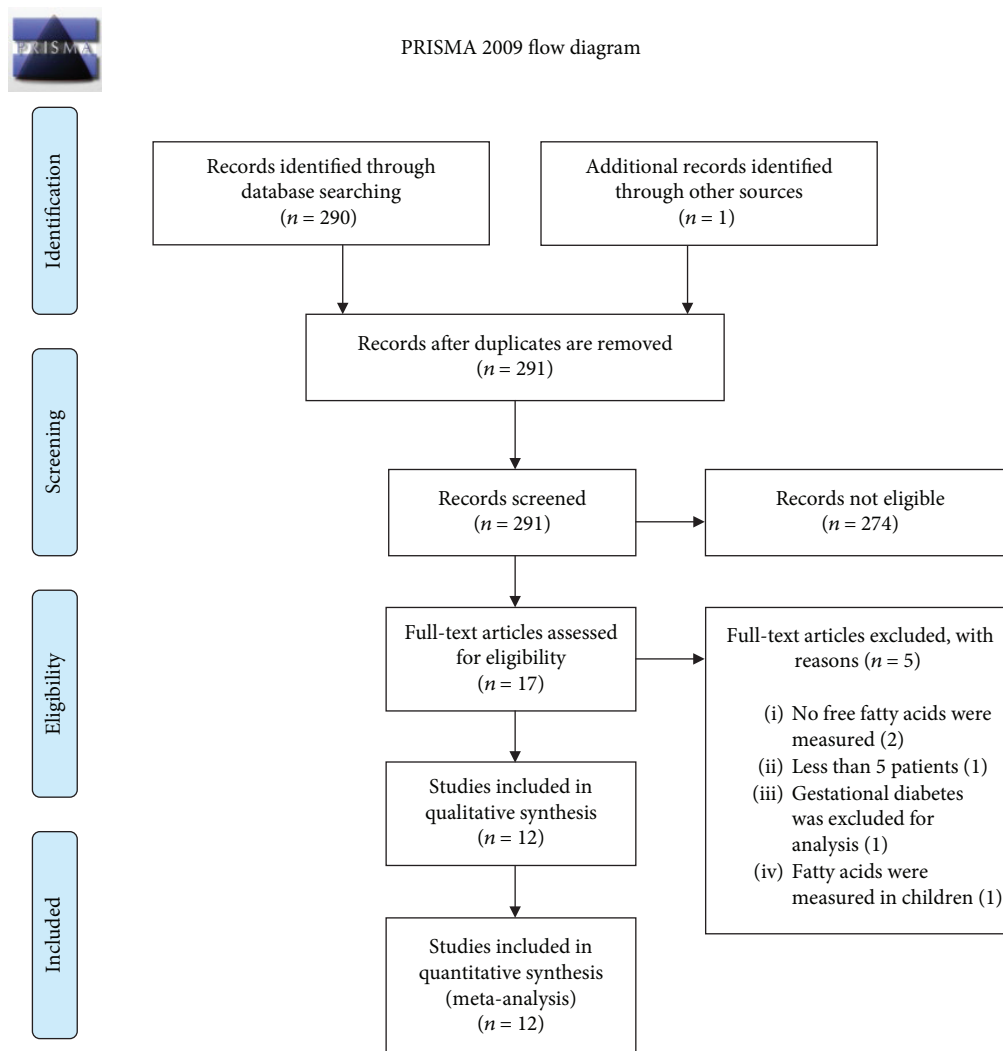 PRISMA
PRISMA 2009 flow diagram
Identification
Records identified through
database searching
(n = 290)
Additional records identified
through other sources
(n = 1)
Records after duplicates are removed
(n = 291)
Screening
Records screened
(n = 291)
Records not eligible
(n = 274)
Eligibility
Full-text articles assessed
for eligibility
(n = 17)
Full-text articles excluded, with
reasons (n = 5)
(i) No free fatty acids were
measured (2)
(ii) Less than 5 patients (1)
(iii) Gestational diabetes
was excluded for
analysis (1)
(iv) Fatty acids were
measured in children (1)
Studies included in
qualitative synthesis
(n = 12)
Included
Studies included in
quantitative synthesis
(meta-analysis)
(n = 12)